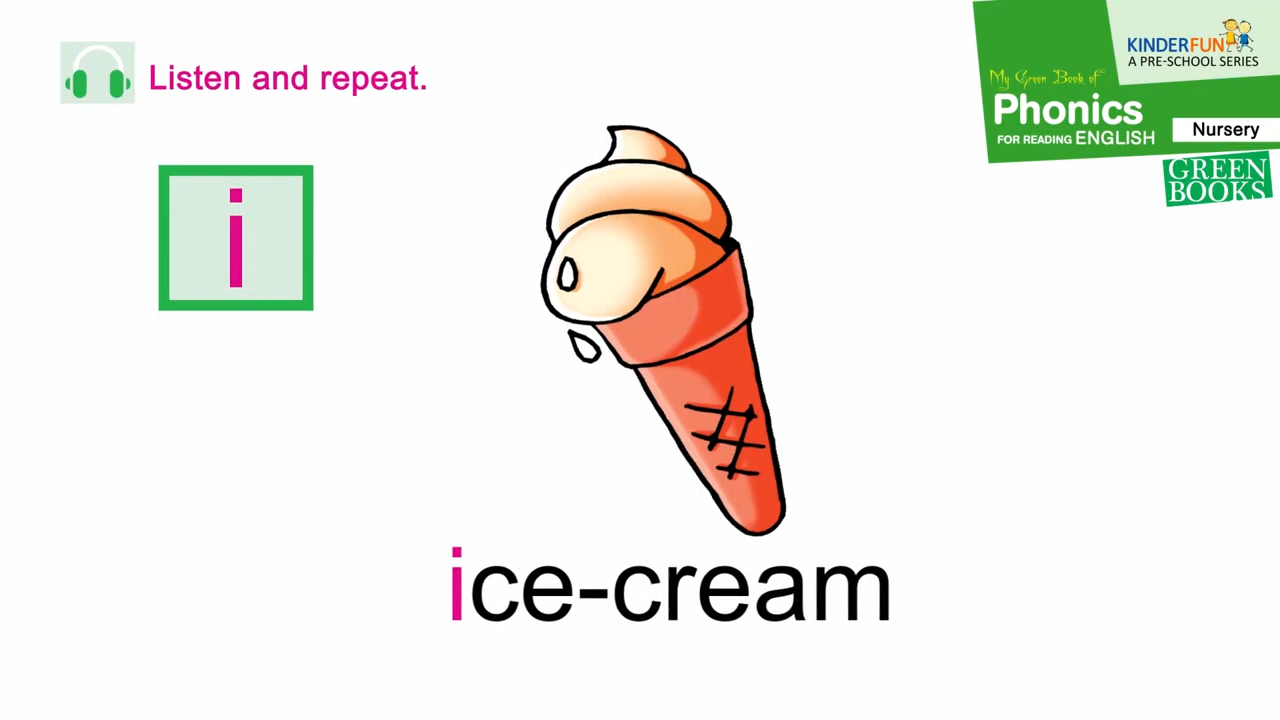 Listen and repeat.
i
ice-cream
KINDERFUN
A PRE-SCHOOL SERIES
My Green Book of
Phonics
FOR READING ENGLISH
Nursery
GREEN
BOOKS